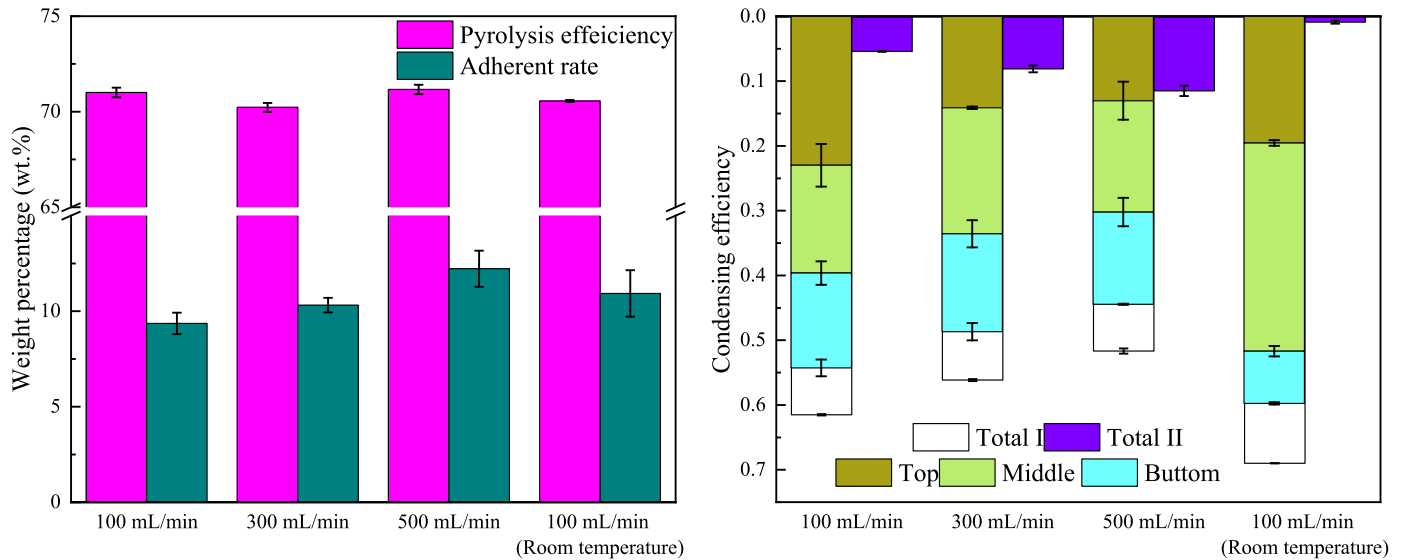 75
70
65
10
5
0
Weight percentage (wt.%)
Pyrolysis effeiciency
Adherent rate
100 mL/min
300 mL/min
500 mL/min
100 mL/min
(Room temperature)
0.0
0.1
0.2
0.3
0.4
0.5
0.6
0.7
Condensing efficiency
Total I
Total II
Top
Middle
Buttom
100 mL/min
300 mL/min
500 mL/min
100 mL/min
(Room temperature)